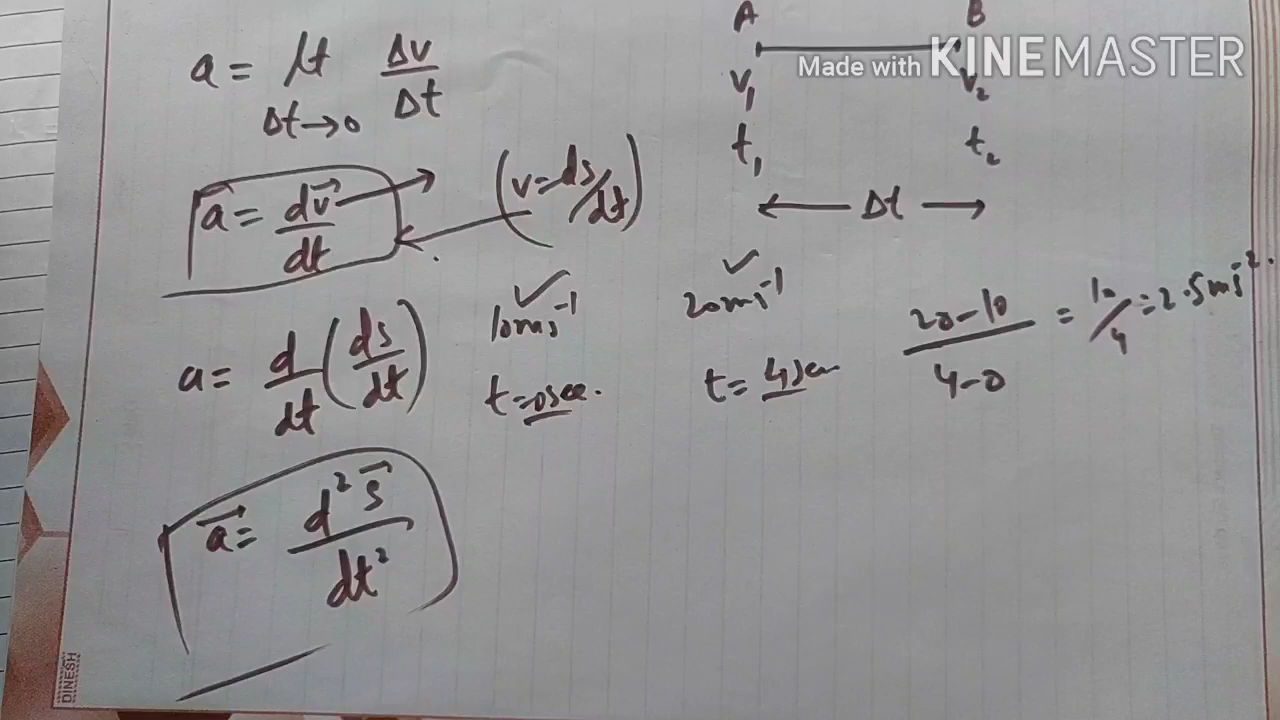 A B
Made with KINEMASTER
a = lt Δv/Δt
Δt→0
v₁ v₂
t₁ t₂
← Δt →
a⃗ = dv⃗/dt
(v = ds/dt)
a = d/dt (ds/dt)
10ms⁻¹ 20ms⁻¹
(20-10)/(4-0) = 10/4 = 2.5ms⁻².
t=0sec. t=4sec
a⃗ = d²s⃗/dt²
DINESH